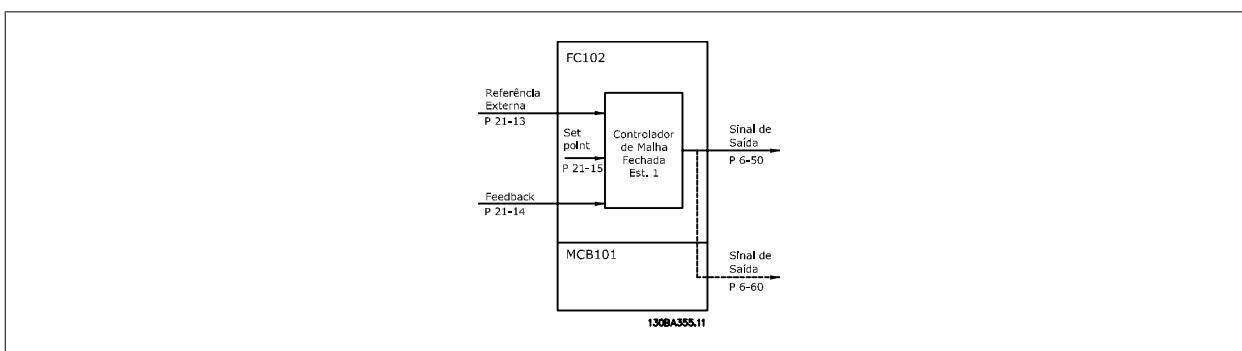 FC102
Referência
Externa
P 21-13
Set
point
P 21-15
Feedback
P 21-14
Controlador
de Malha
Fechada
Est. 1
Sinal de
Saída
P 6-50
MCB101
Sinal de
Saída
P 6-60
130BA355.11